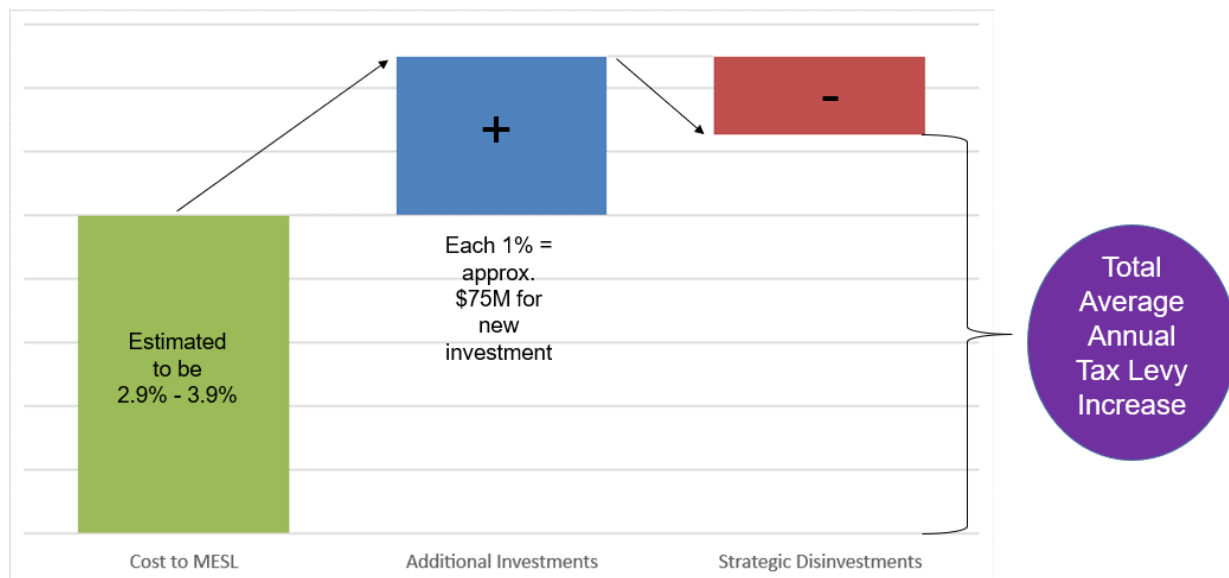 +
-
Each 1% =
approx.
$75M for
new
investment
Estimated
to be
2.9% - 3.9%
Total
Average
Annual
Tax Levy
Increase
Cost to MESL
Additional Investments
Strategic Disinvestments